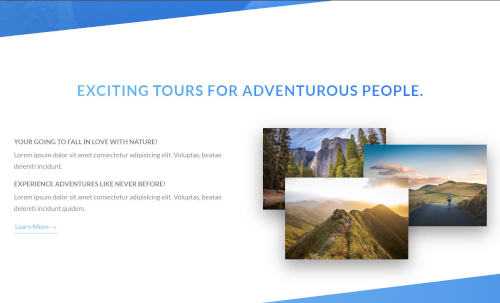 EXCITING TOURS FOR ADVENTUROUS PEOPLE.
YOUR GOING TO FALL IN LOVE WITH NATURE!
Lorem ipsum dolor sit amet consectetur adipisicing elit. Voluptas, beatae
deleniti incidunt.
EXPERIENCE ADVENTURES LIKE NEVER BEFORE!
Lorem ipsum dolor sit amet consectetur adipisicing elit. Voluptas, beatae
deleniti incidunt quidem.
Learn More →